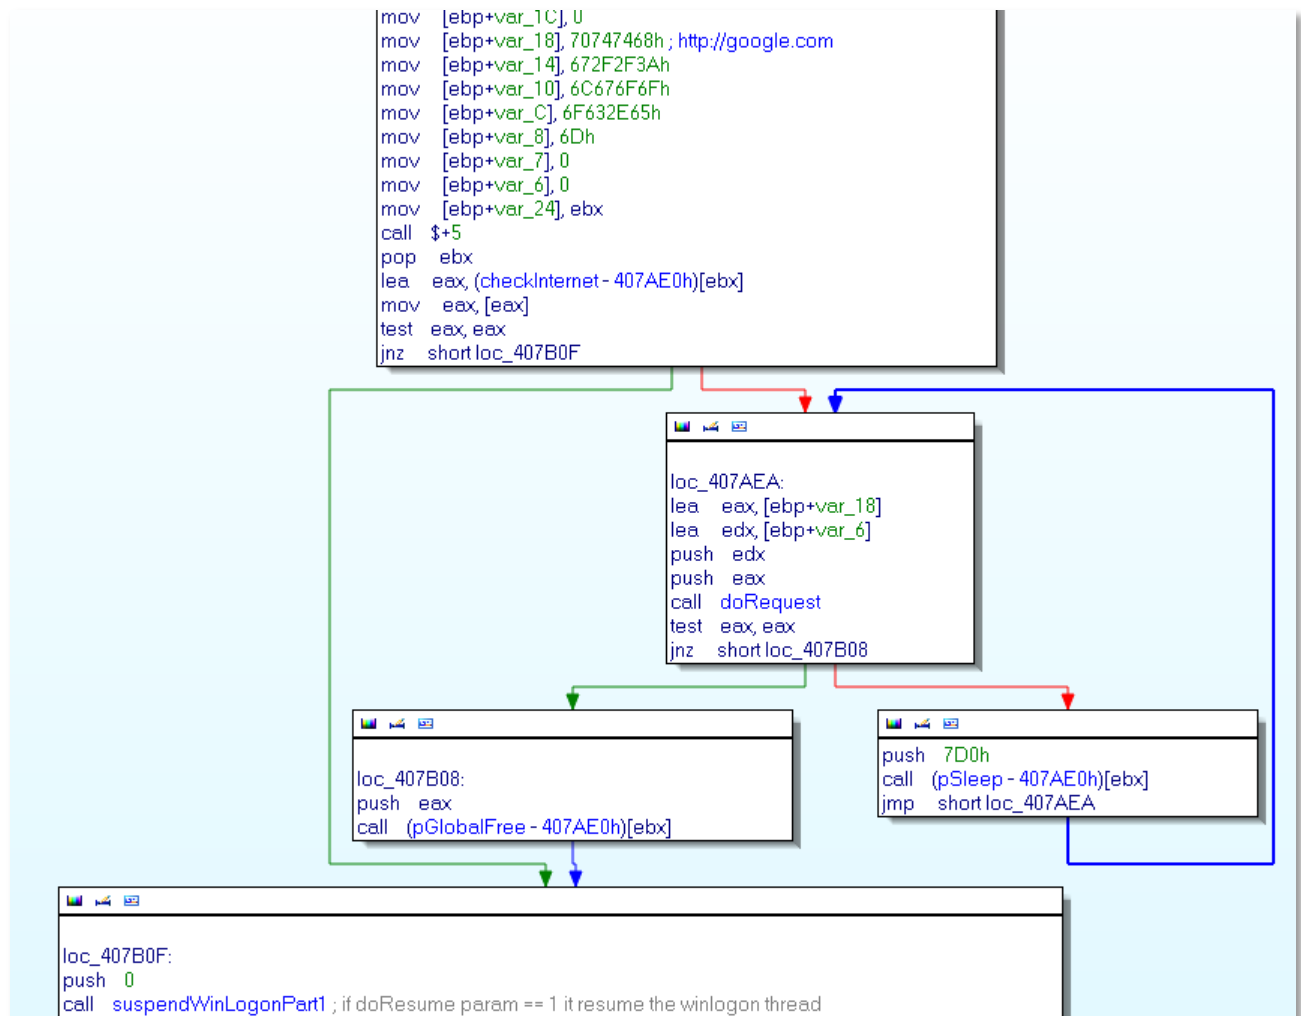 mov [ebp+var_1C], 0
mov [ebp+var_18], 70747468h ; http://google.com
mov [ebp+var_14], 672F2F3Ah
mov [ebp+var_10], 6C676F6Fh
mov [ebp+var_C], 6F632E65h
mov [ebp+var_8], 6Dh
mov [ebp+var_7], 0
mov [ebp+var_6], 0
mov [ebp+var_24], ebx
call $+5
pop ebx
lea eax, (checkInternet - 407AE0h)[ebx]
mov eax, [eax]
test eax, eax
jnz short loc_407B0F
loc_407AEA:
lea eax, [ebp+var_18]
lea edx, [ebp+var_6]
push edx
push eax
call doRequest
test eax, eax
jnz short loc_407B08
loc_407B08:
push eax
call (pGlobalFree - 407AE0h)[ebx]
push 7D0h
call (pSleep - 407AE0h)[ebx]
jmp short loc_407AEA
loc_407B0F:
push 0
call suspendWinLogonPart1 ; if doResume param == 1 it resume the winlogon thread